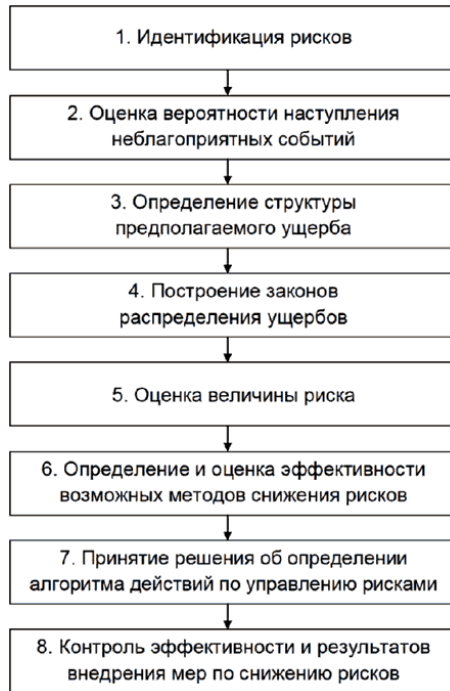 1. Идентификация рисков
2. Оценка вероятности наступления
неблагоприятных событий
3. Определение структуры
предполагаемого ущерба
4. Построение законов
распределения ущербов
5. Оценка величины риска
6. Определение и оценка эффективности
возможных методов снижения рисков
7. Принятие решения об определении
алгоритма действий по управлению рисками
8. Контроль эффективности и результатов
внедрения мер по снижению рисков